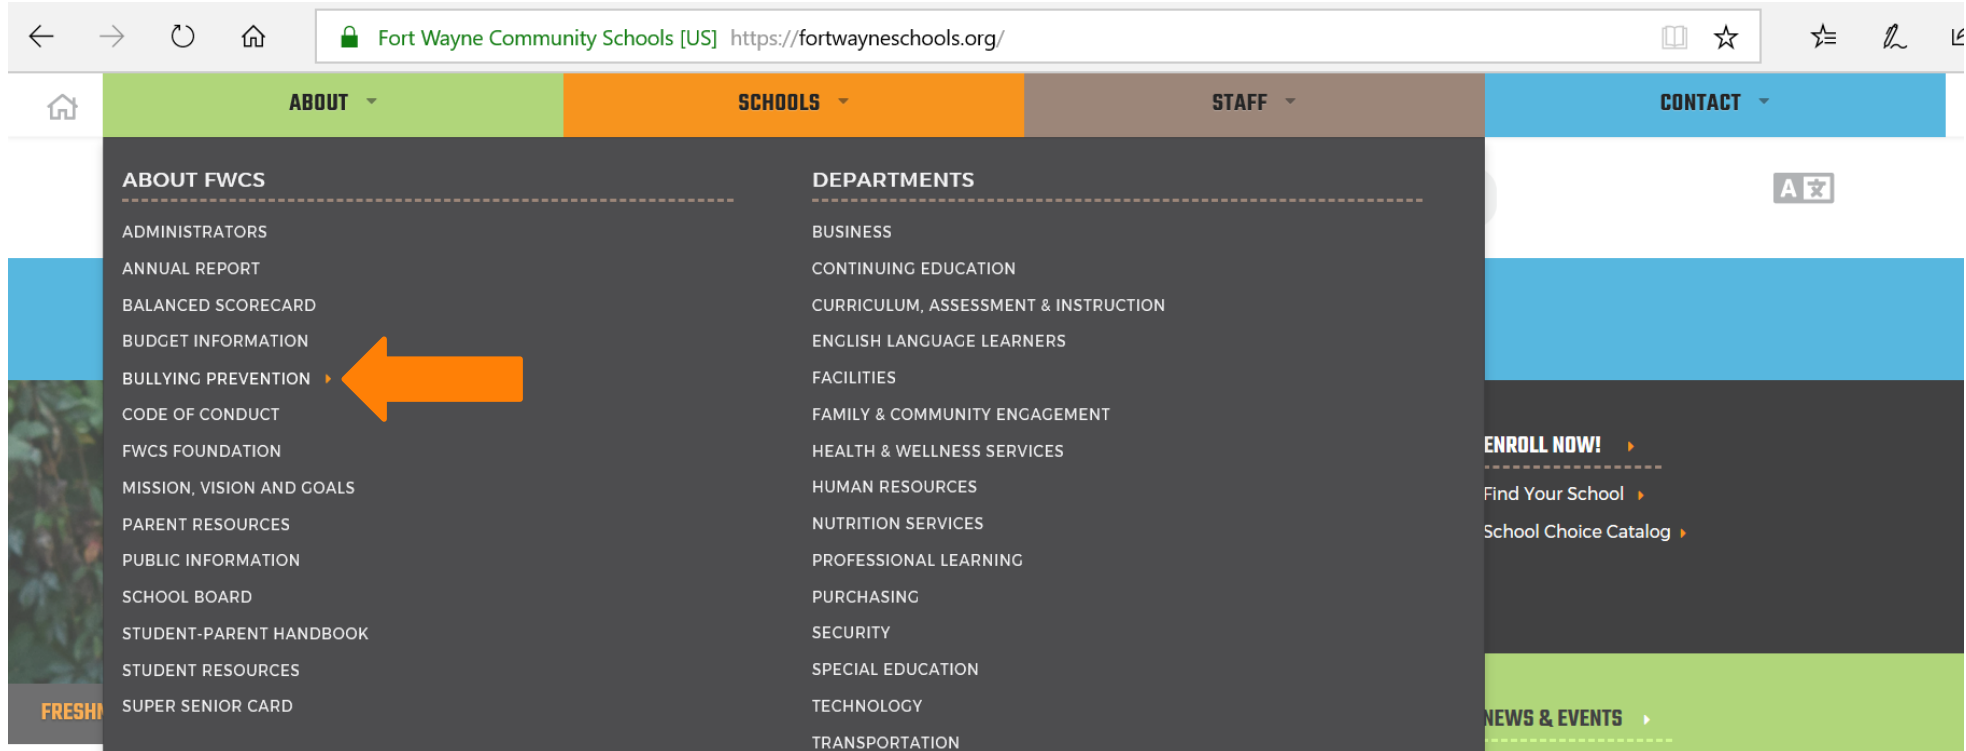 Fort Wayne Community Schools [US] https://fortwayneschools.org/
ABOUT
SCHOOLS
STAFF
CONTACT
ABOUT FWCS
ADMINISTRATORS
ANNUAL REPORT
BALANCED SCORECARD
BUDGET INFORMATION
BULLYING PREVENTION
CODE OF CONDUCT
FWCS FOUNDATION
MISSION, VISION AND GOALS
PARENT RESOURCES
PUBLIC INFORMATION
SCHOOL BOARD
STUDENT-PARENT HANDBOOK
STUDENT RESOURCES
SUPER SENIOR CARD
DEPARTMENTS
BUSINESS
CONTINUING EDUCATION
CURRICULUM, ASSESSMENT & INSTRUCTION
ENGLISH LANGUAGE LEARNERS
FACILITIES
FAMILY & COMMUNITY ENGAGEMENT
HEALTH & WELLNESS SERVICES
HUMAN RESOURCES
NUTRITION SERVICES
PROFESSIONAL LEARNING
PURCHASING
SECURITY
SPECIAL EDUCATION
TECHNOLOGY
TRANSPORTATION
A 文
ENROLL NOW!
Find Your School
School Choice Catalog
NEWS & EVENTS